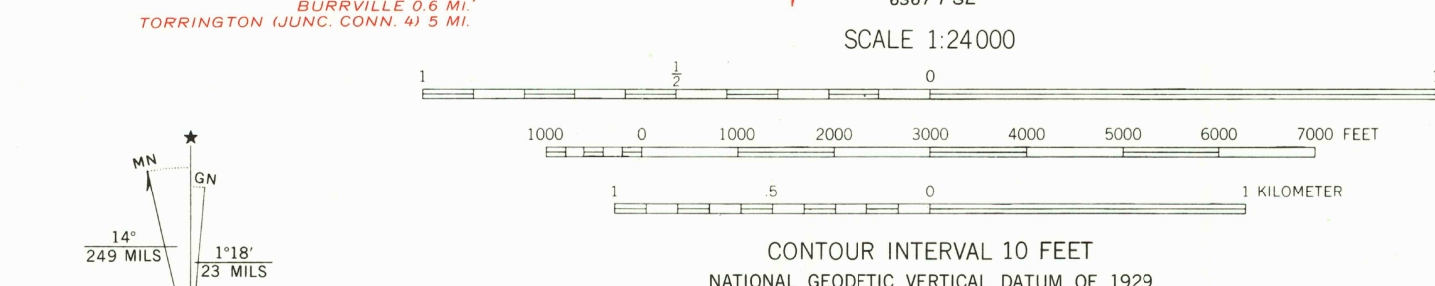 BURRVILLE 0.6 MI.
TORRINGTON (JUNC. CONN. 4) 5 MI.
SCALE 1:24 000
1 1/2 0
1000 0 1000 2000 3000 4000 5000 6000 7000 FEET
1 .5 0 1 KILOMETER
MN
GN
14°
249 MILS
1°18′
23 MILS
CONTOUR INTERVAL 10 FEET
NATIONAL GEODETIC VERTICAL DATUM OF 1929